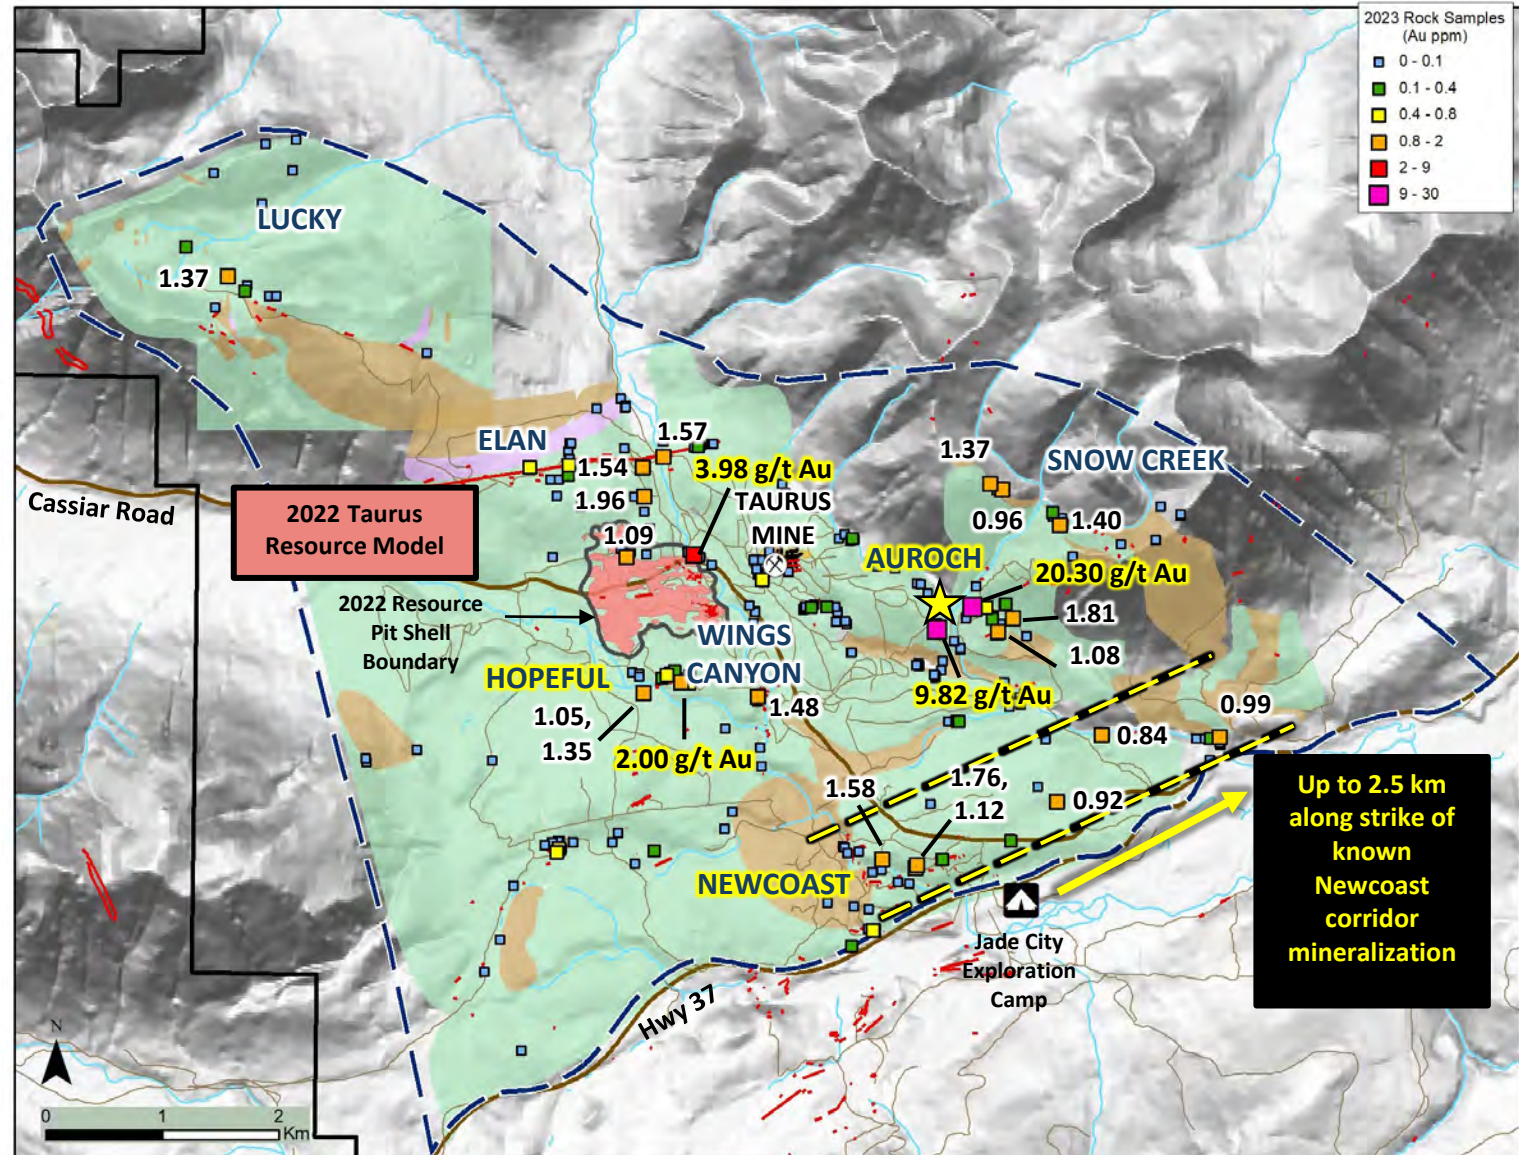 2023 Rock Samples
(Au ppm)
0 - 0.1
0.1 - 0.4
0.4 - 0.8
0.8 - 2
2 - 9
9 - 30
LUCKY
1.37
ELAN
1.57
1.54
3.98 g/t Au
1.96
TAURUS
MINE
1.09
1.37
SNOW CREEK
0.96
1.40
Cassiar Road
2022 Taurus
Resource Model
AUROCH
20.30 g/t Au
1.81
1.08
9.82 g/t Au
2022 Resource
Pit Shell
Boundary
WINGS
CANYON
HOPEFUL
1.05,
1.35
2.00 g/t Au
1.48
0.99
0.84
1.58
1.76,
1.12
0.92
NEWCOAST
Up to 2.5 km
along strike of
known
Newcoast
corridor
mineralization
Jade City
Exploration
Camp
Hwy 37
N
0 1 2
Km